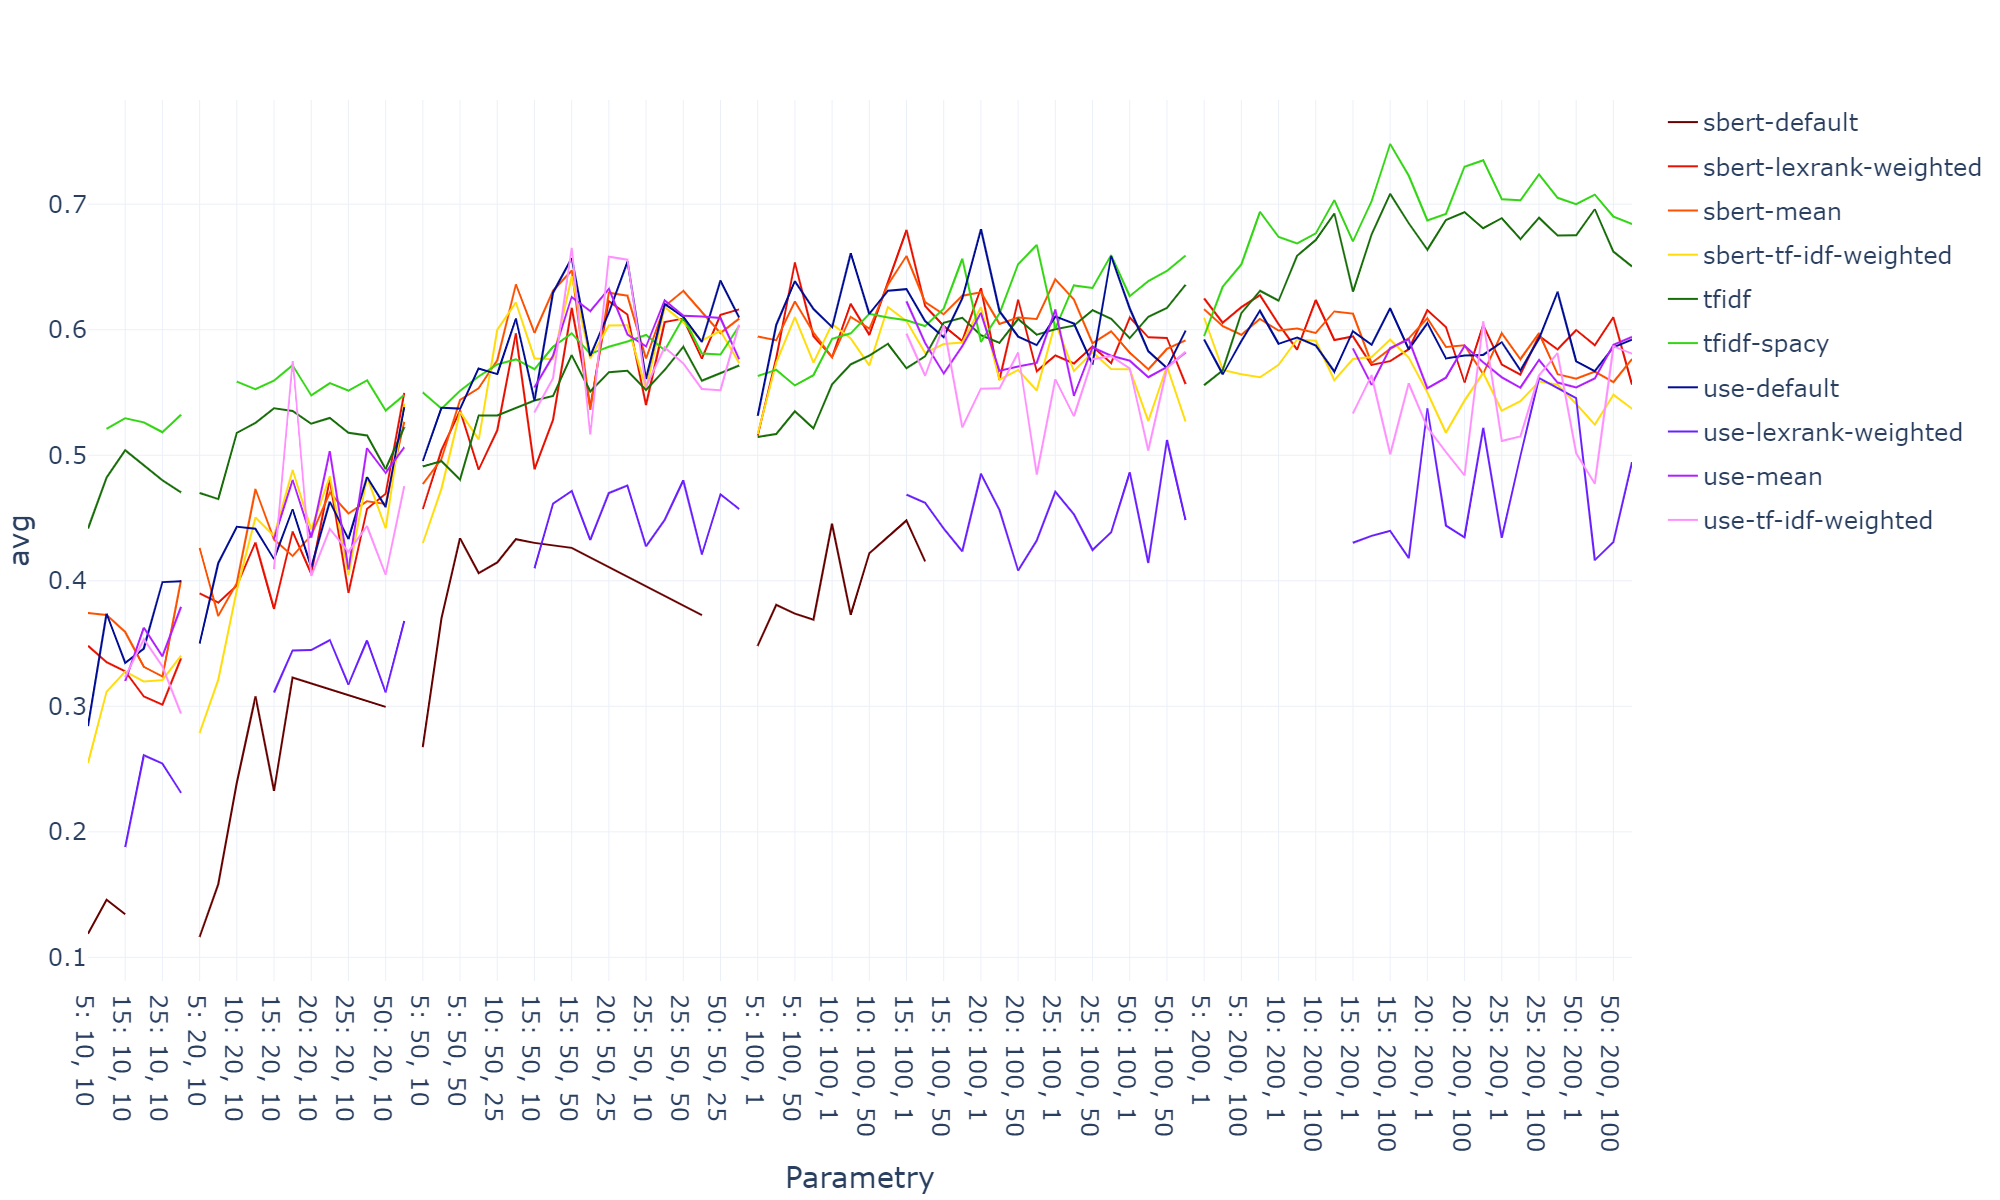 sbert-default
sbert-lexrank-weighted
sbert-mean
sbert-tf-idf-weighted
tfidf
tfidf-spacy
use-default
use-lexrank-weighted
use-mean
use-tf-idf-weighted
avg
0.7
0.6
0.5
0.4
0.3
0.2
0.1
5: 10, 10
15: 10, 10
25: 10, 10
5: 20, 10
10: 20, 10
15: 20, 10
20: 20, 10
25: 20, 10
50: 20, 10
5: 50, 10
5: 50, 50
10: 50, 25
15: 50, 10
15: 50, 50
20: 50, 25
25: 50, 10
25: 50, 50
50: 50, 25
5: 100, 1
5: 100, 50
10: 100, 1
10: 100, 50
15: 100, 1
15: 100, 50
20: 100, 1
20: 100, 50
25: 100, 1
25: 100, 50
50: 100, 1
50: 100, 50
5: 200, 1
5: 200, 100
10: 200, 1
10: 200, 100
15: 200, 1
15: 200, 100
20: 200, 1
20: 200, 100
25: 200, 1
25: 200, 100
50: 200, 1
50: 200, 100
Parametry